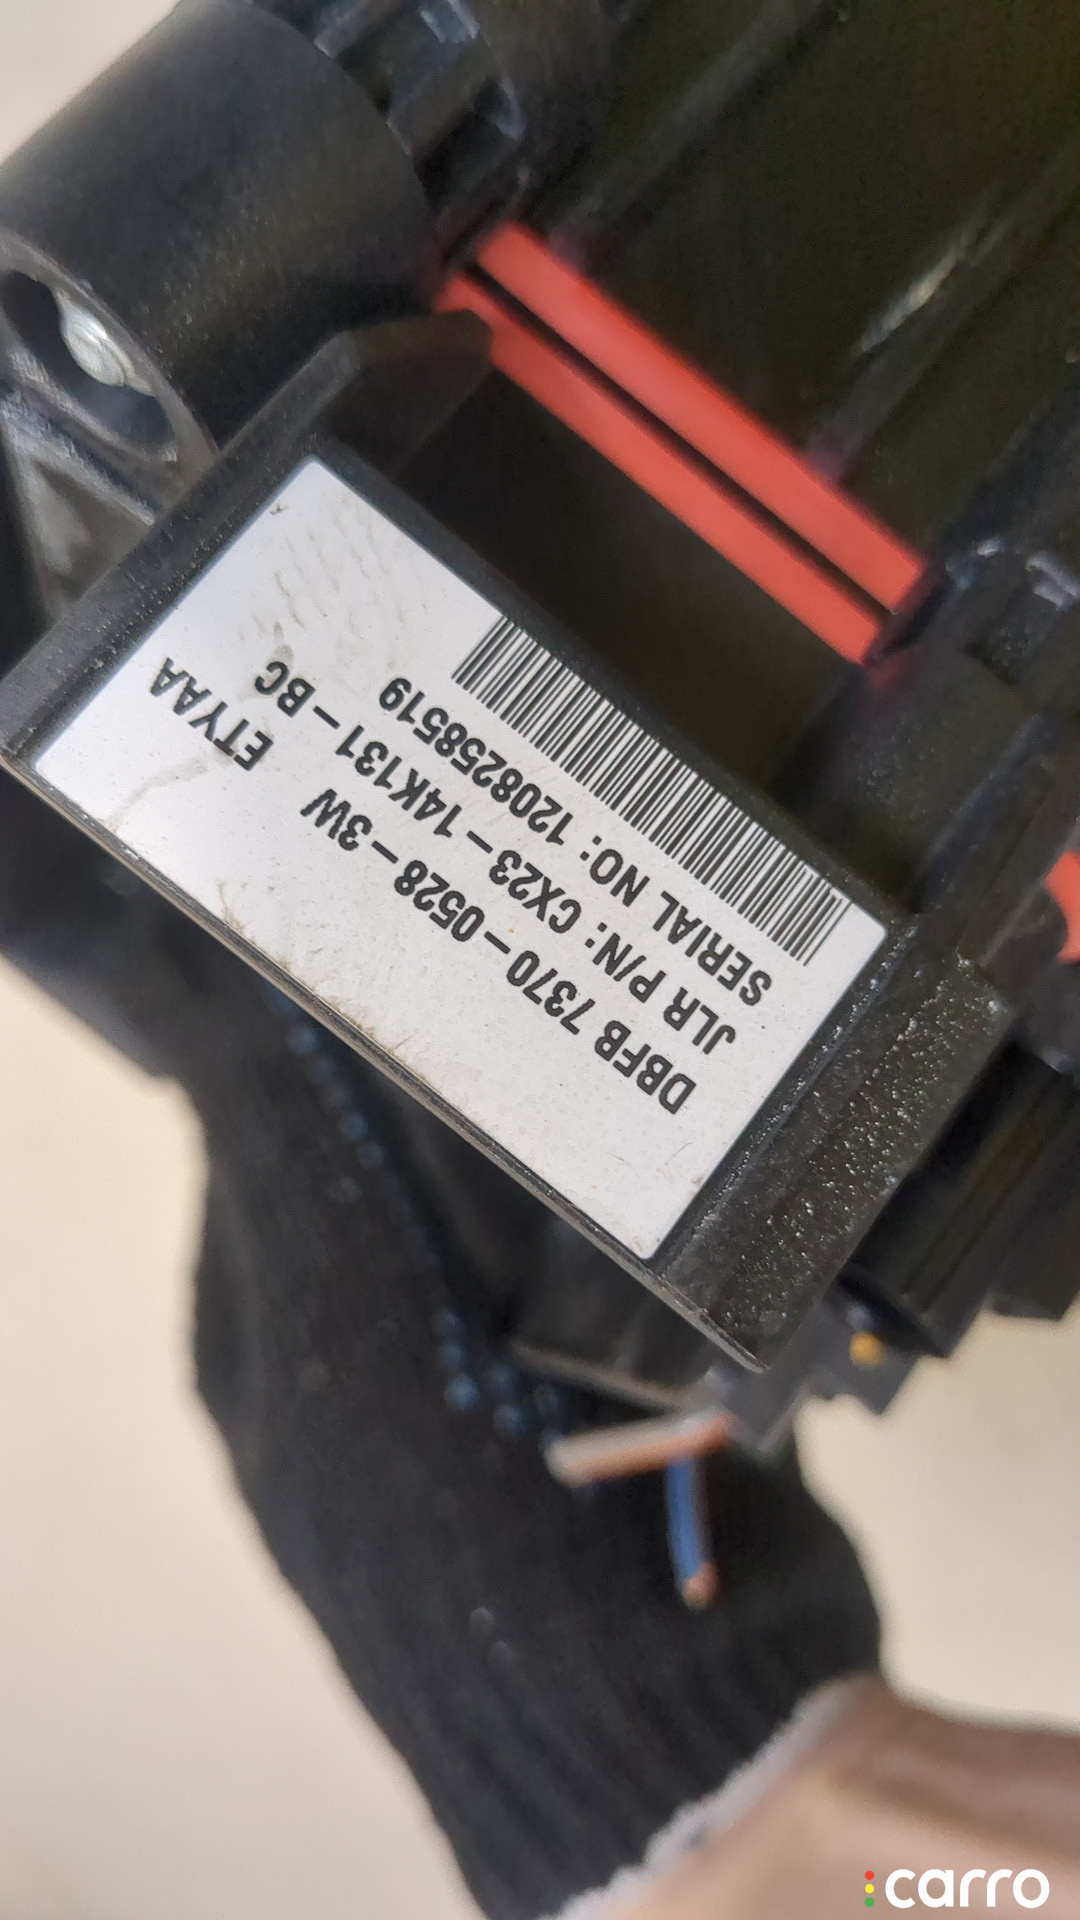 DBFB 7370-0528-3W ETYAA
JLR P/N: CX23-14K131-BC
SERIAL NO: 1208258519
carro